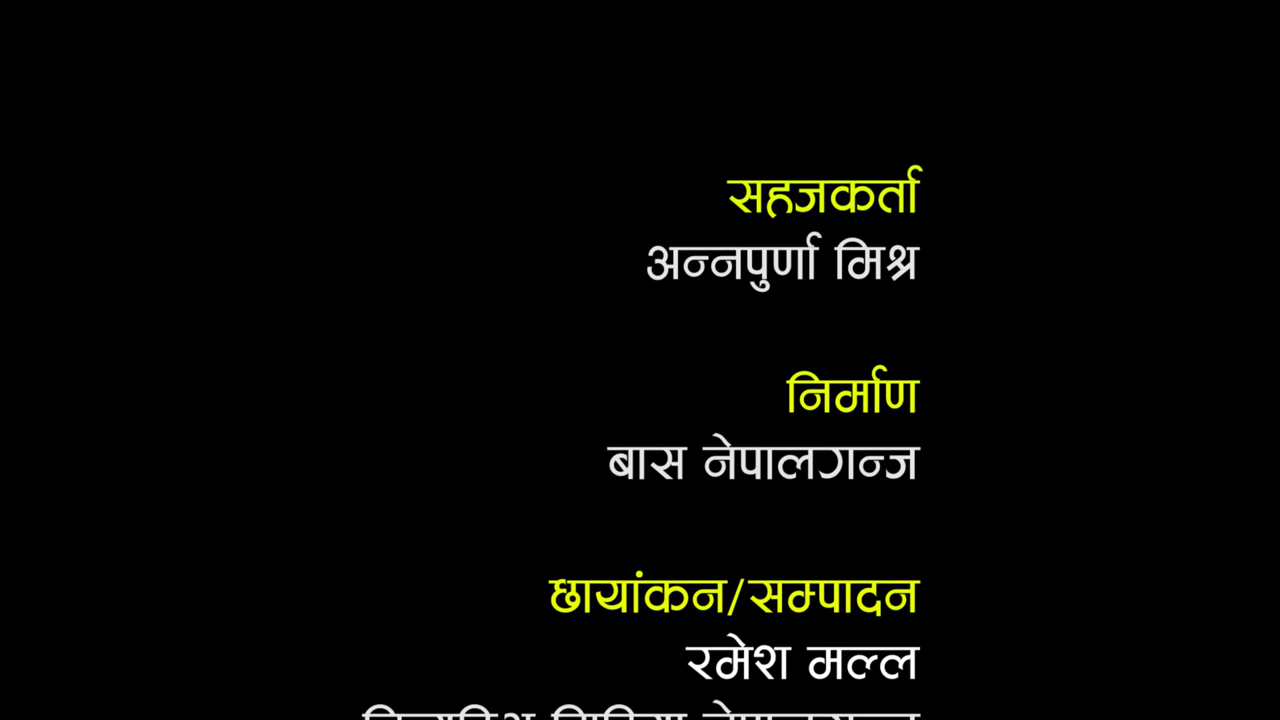 सहजकर्ता
अन्नपुर्णा मिश्र
निर्माण
बास नेपालगन्ज
छायांकन/सम्पादन
रमेश मल्ल